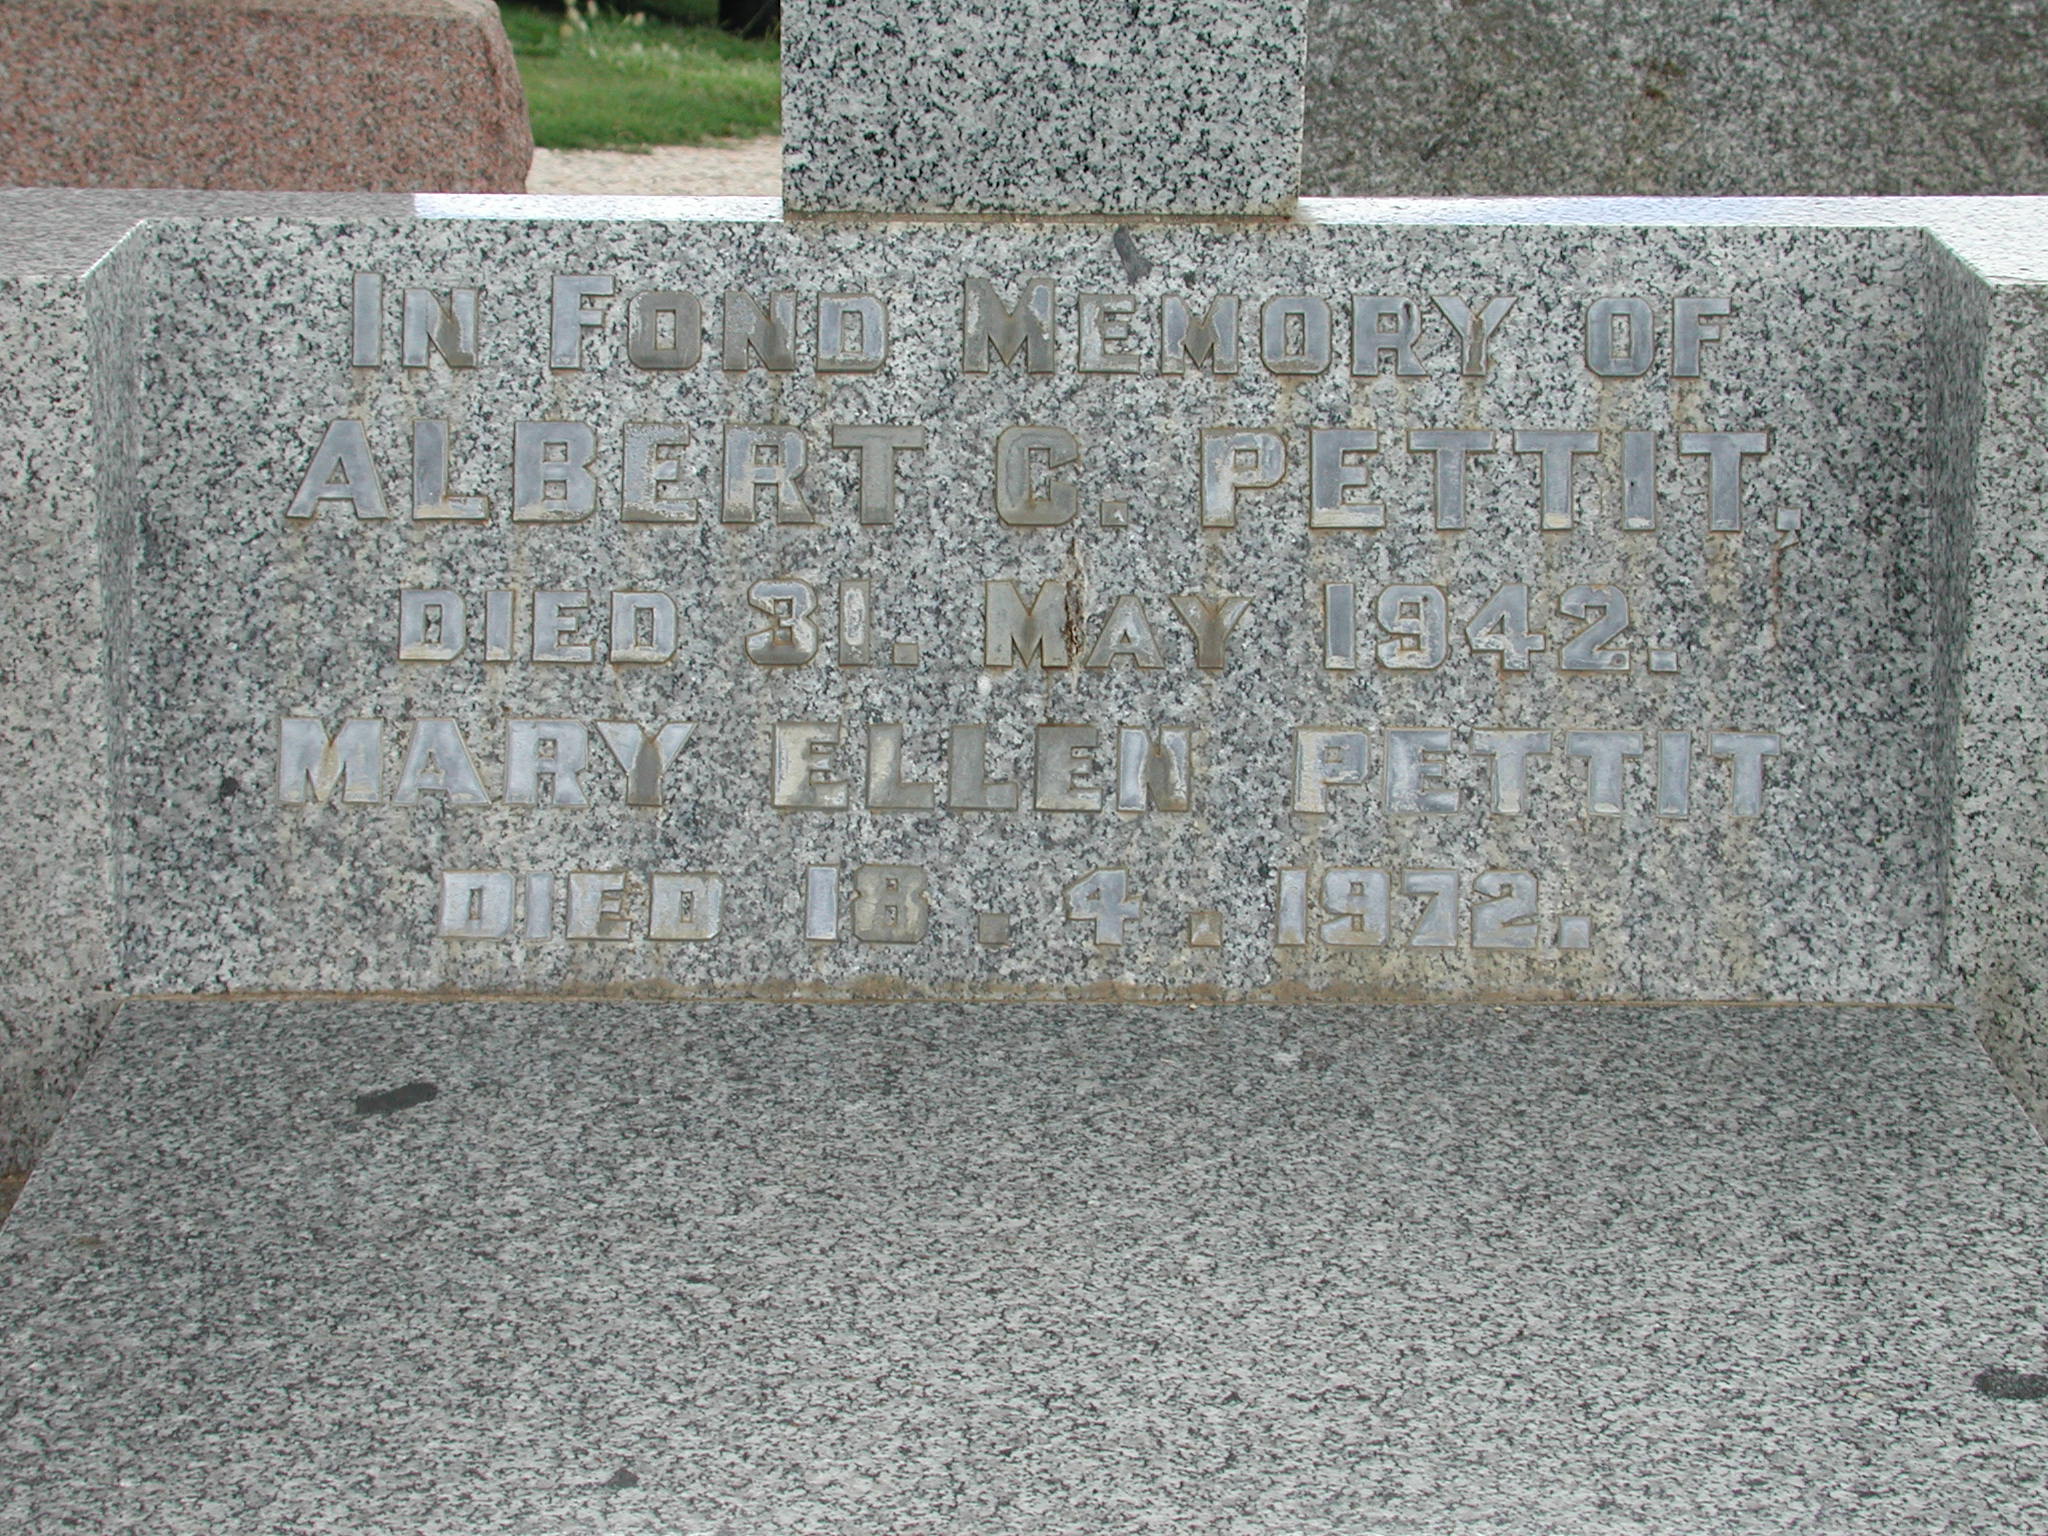 In Fond Memory of
ALBERT C. PETTIT,
DIED 31. MAY 1942.
MARY ELLEN PETTIT
DIED 18.4.1972.